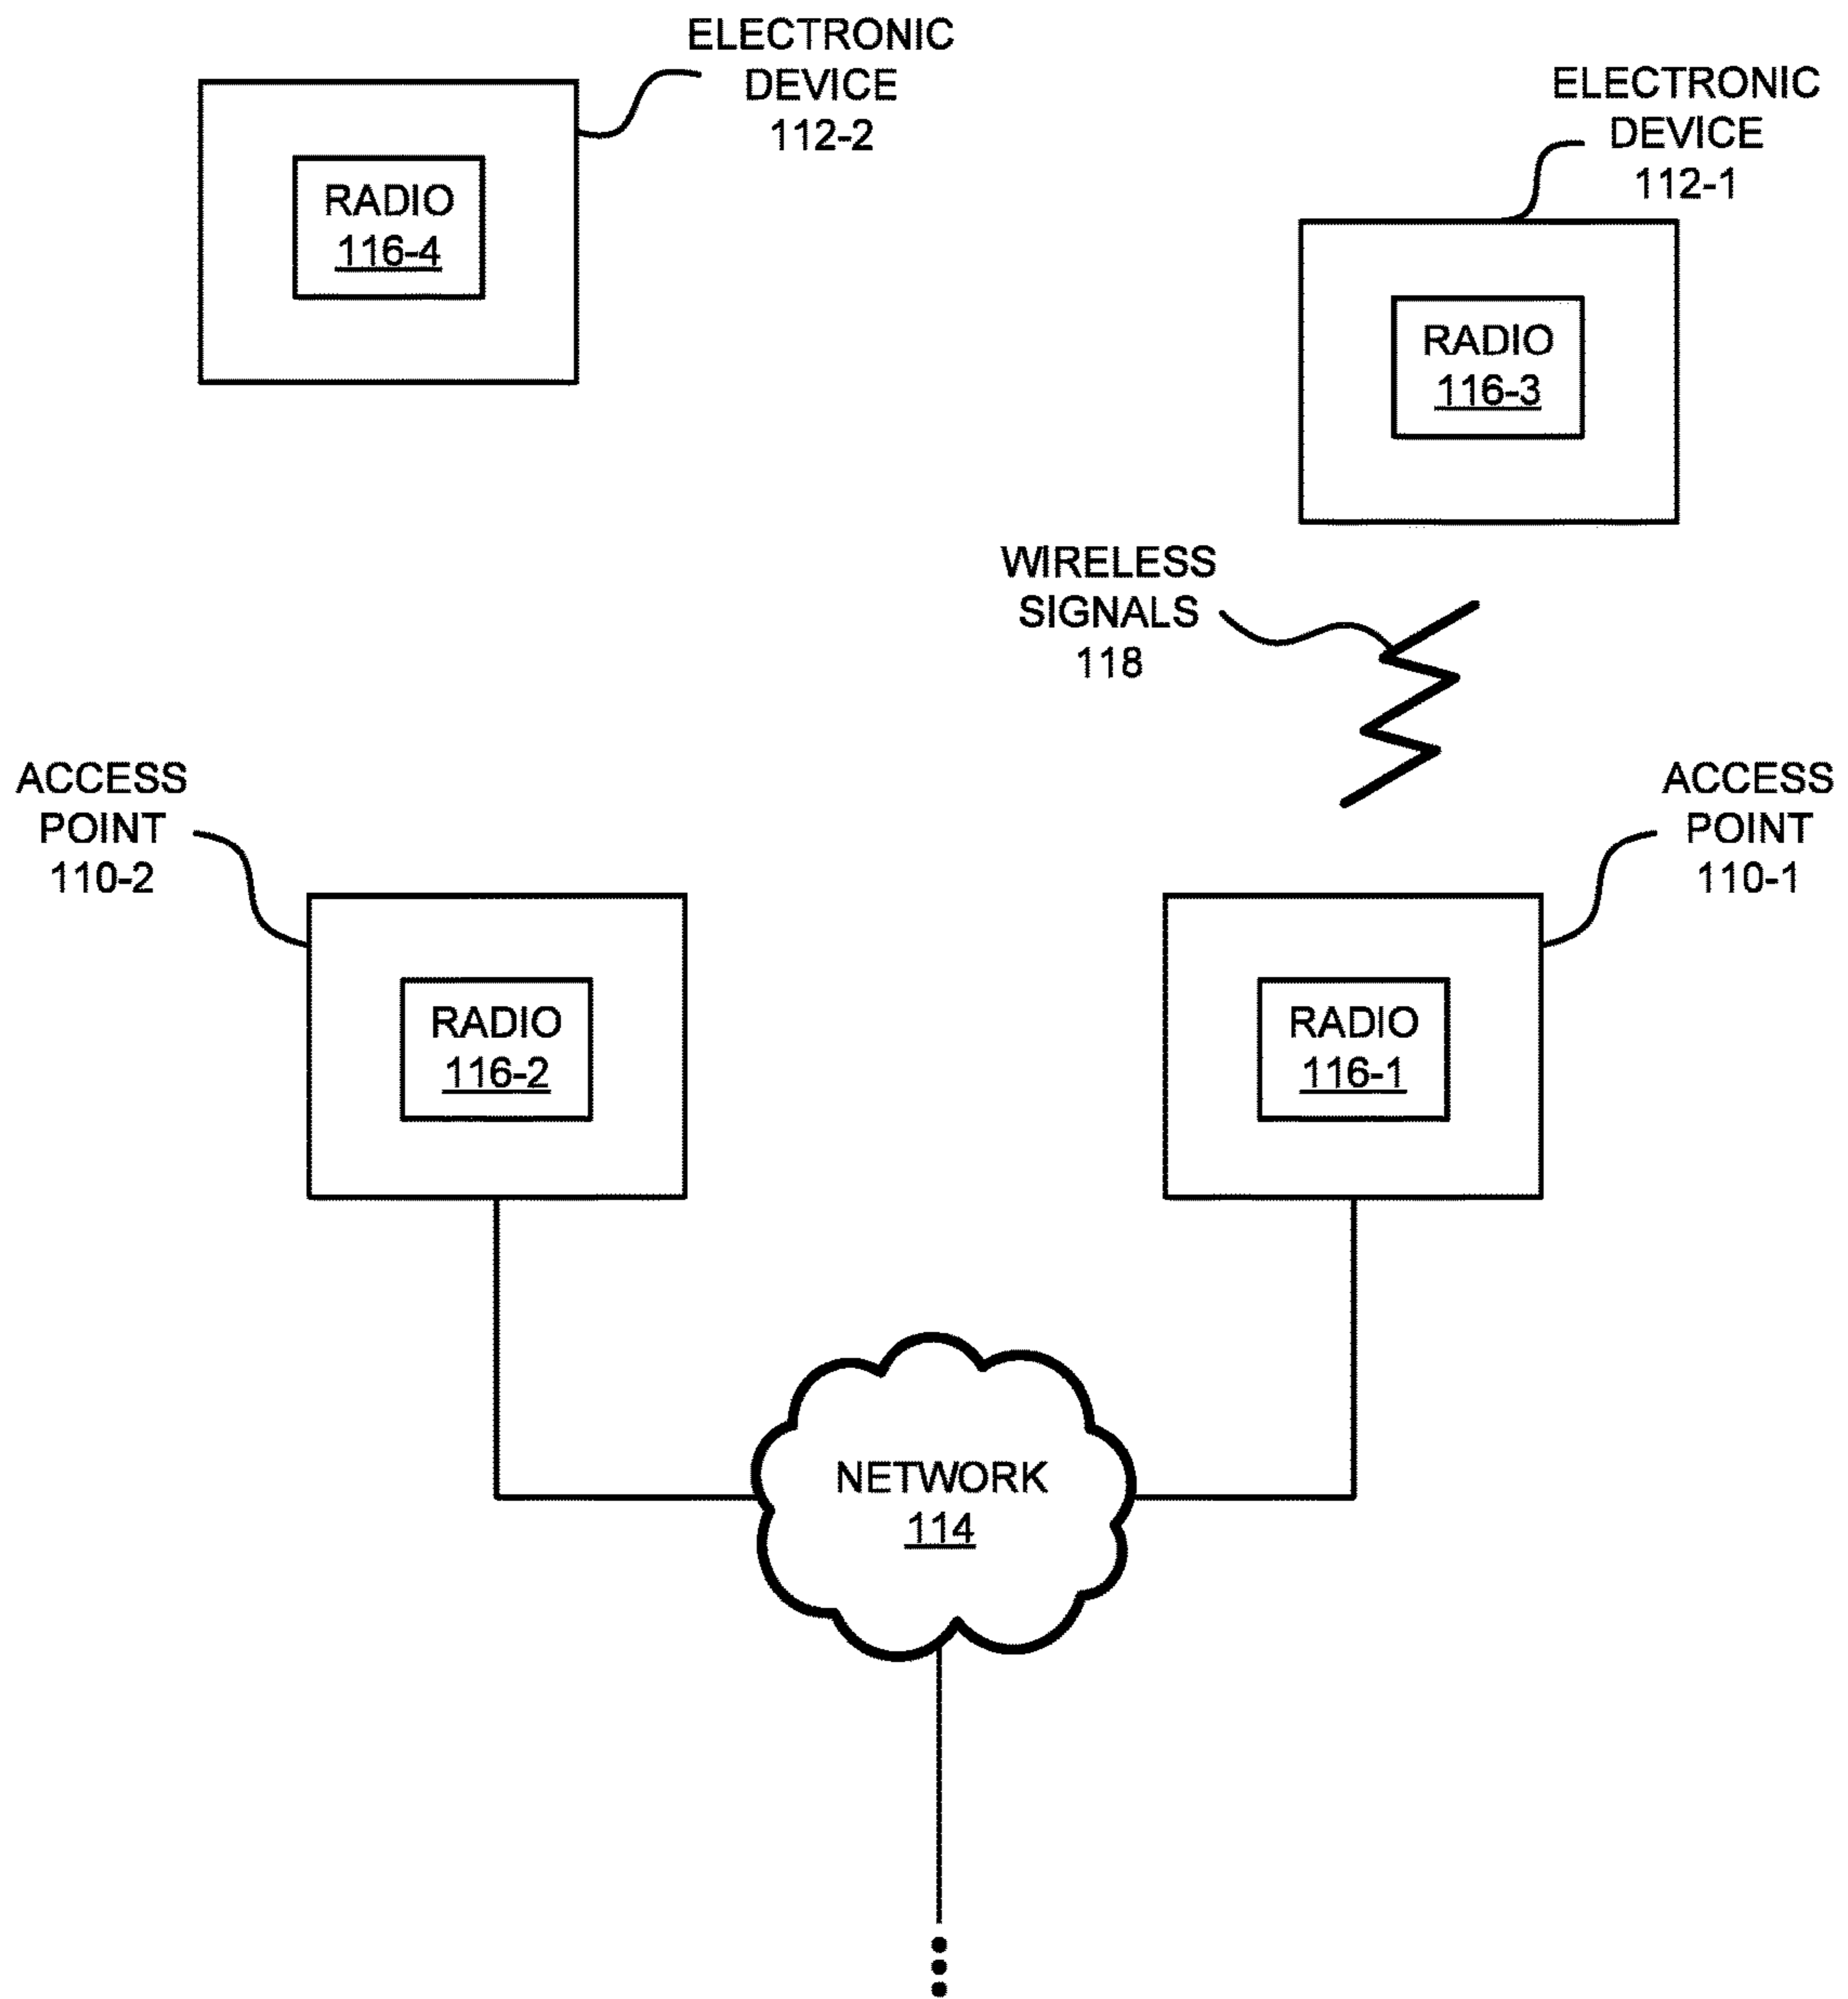 ELECTRONIC
DEVICE
112-2
RADIO
116-4
ELECTRONIC
DEVICE
112-1
RADIO
116-3
WIRELESS
SIGNALS
118
ACCESS
POINT
110-2
RADIO
116-2
ACCESS
POINT
110-1
RADIO
116-1
NETWORK
114